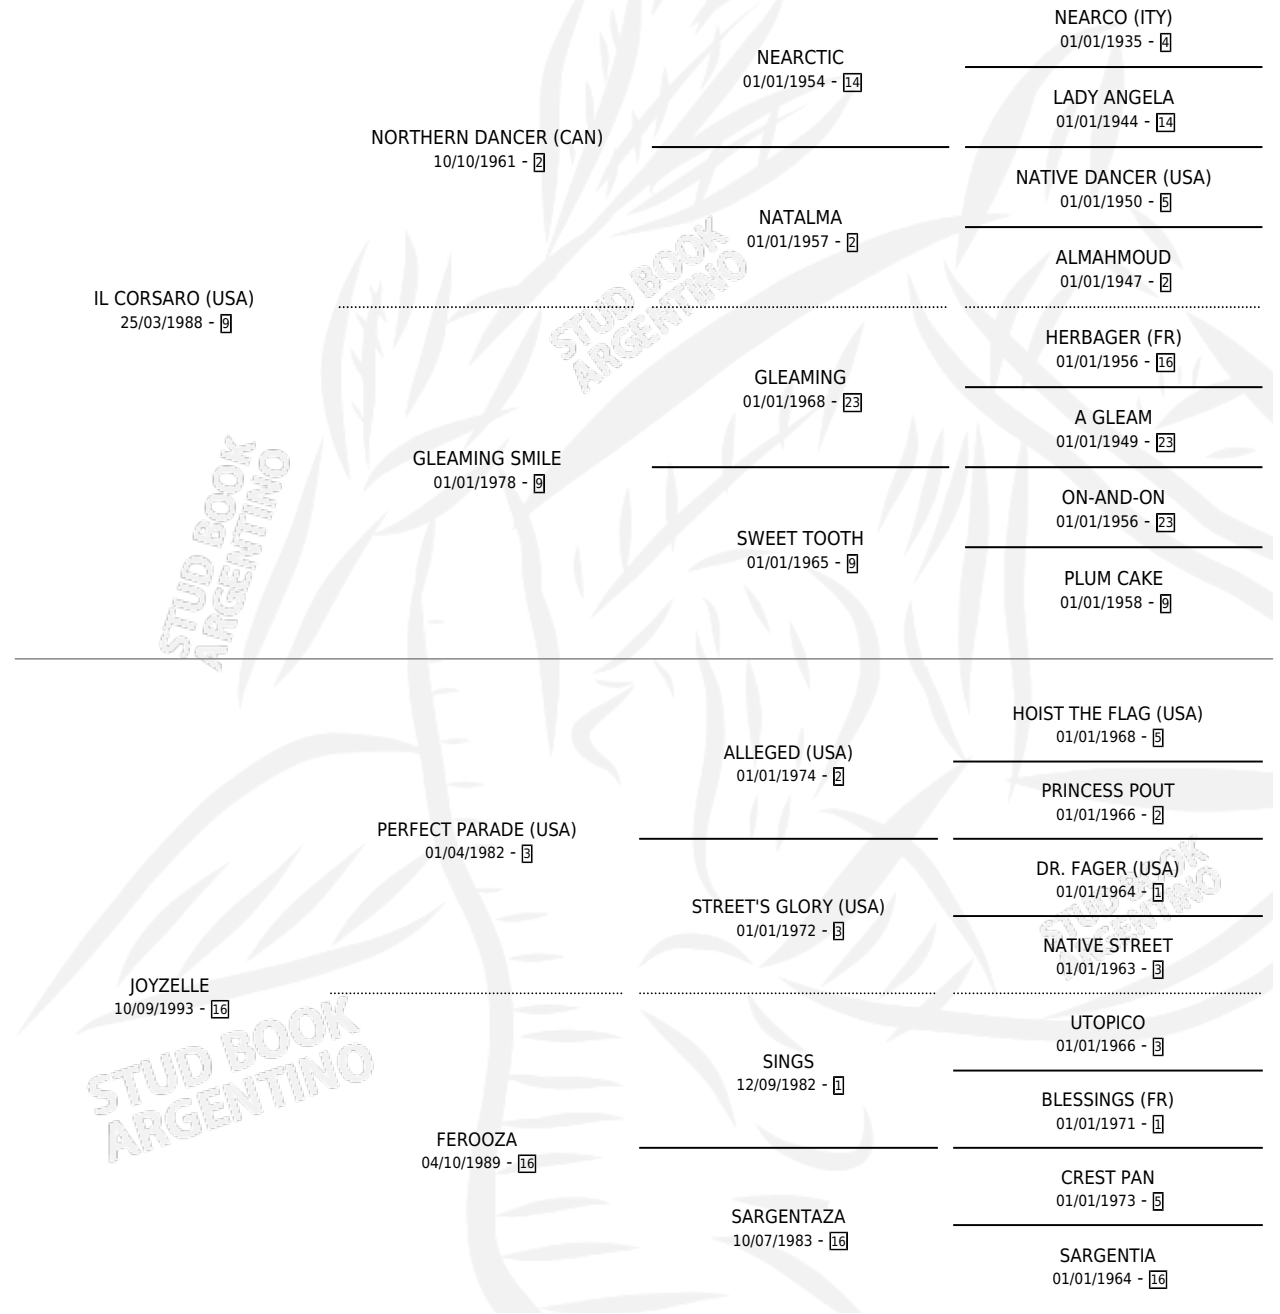 IL CORSARO (USA)
25/03/1988 - 9
NORTHERN DANCER (CAN)
10/10/1961 - 2
NEARCTIC
01/01/1954 - 14
NEARCO (ITY)
01/01/1935 - 4
LADY ANGELA
01/01/1944 - 14
NATALMA
01/01/1957 - 2
NATIVE DANCER (USA)
01/01/1950 - 5
ALMAHMOUD
01/01/1947 - 2
GLEAMING SMILE
01/01/1978 - 9
GLEAMING
01/01/1968 - 23
HERBAGER (FR)
01/01/1956 - 16
A GLEAM
01/01/1949 - 23
SWEET TOOTH
01/01/1965 - 9
ON-AND-ON
01/01/1956 - 23
PLUM CAKE
01/01/1958 - 9
JOYZELLE
10/09/1993 - 16
PERFECT PARADE (USA)
01/04/1982 - 3
ALLEGED (USA)
01/01/1974 - 2
HOIST THE FLAG (USA)
01/01/1968 - 5
PRINCESS POUT
01/01/1966 - 2
STREET'S GLORY (USA)
01/01/1972 - 3
DR. FAGER (USA)
01/01/1964 - 1
NATIVE STREET
01/01/1963 - 3
FEROOZA
04/10/1989 - 16
SINGS
12/09/1982 - 1
UTOPICO
01/01/1966 - 3
BLESSINGS (FR)
01/01/1971 - 1
SARGENTAZA
10/07/1983 - 16
CREST PAN
01/01/1973 - 5
SARGENTIA
01/01/1964 - 16
STUD BOOK
ARGENTINO
STUD BOOK
ARGENTINO
STUD BOOK
ARGENTINO
STUD BOOK
ARGENTINO